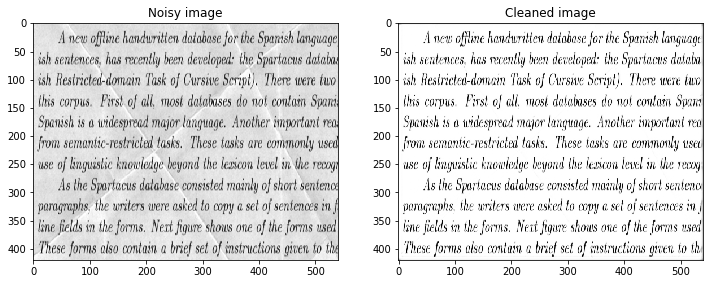 Noisy image
0
50
100
150
200
250
300
350
400
A new offline handwritten database for the Spanish language
ish sentences, has recently been developed: the Spartacus databa
ish Restricted-domain Task of Cursive Script). There were two
this corpus. First of all, most databases do not contain Spani
Spanish is a widespread major language. Another important rea
from semantic-restricted tasks. These tasks are commonly used
use of linguistic knowledge beyond the lexicon level in the recogn
As the Spartacus database consisted mainly of short sentence
paragraphs, the writers were asked to copy a set of sentences in f
line fields in the forms. Next figure shows one of the forms used
These forms also contain a brief set of instructions given to the
0 100 200 300 400 500
Cleaned image
0
50
100
150
200
250
300
350
400
A new offline handwritten database for the Spanish language
ish sentences, has recently been developed: the Spartacus databa
ish Restricted-domain Task of Cursive Script). There were two
this corpus. First of all, most databases do not contain Spani
Spanish is a widespread major language. Another important rea
from semantic-restricted tasks. These tasks are commonly used
use of linguistic knowledge beyond the lexicon level in the recogn
As the Spartacus database consisted mainly of short sentence
paragraphs, the writers were asked to copy a set of sentences in f
line fields in the forms. Next figure shows one of the forms used
These forms also contain a brief set of instructions given to the
0 100 200 300 400 500